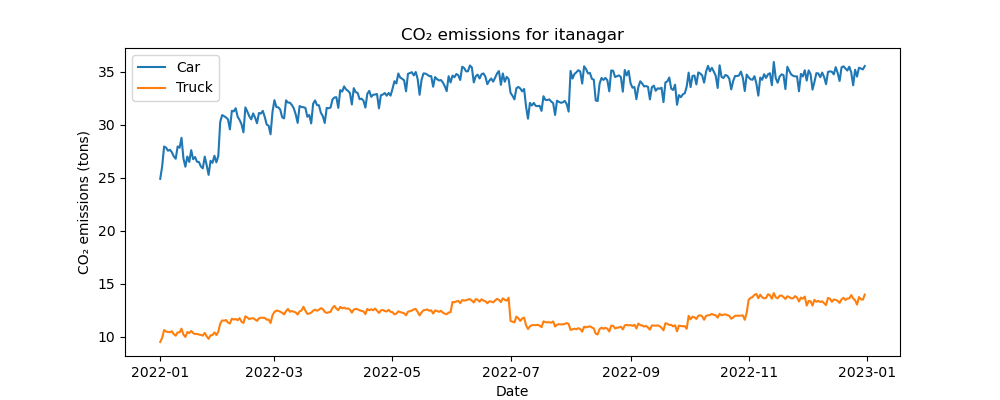 CO₂ emissions for itanagar
CO₂ emissions (tons)
35
30
25
20
15
10
Car
Truck
2022-01 2022-03 2022-05 2022-07 2022-09 2022-11 2023-01
Date